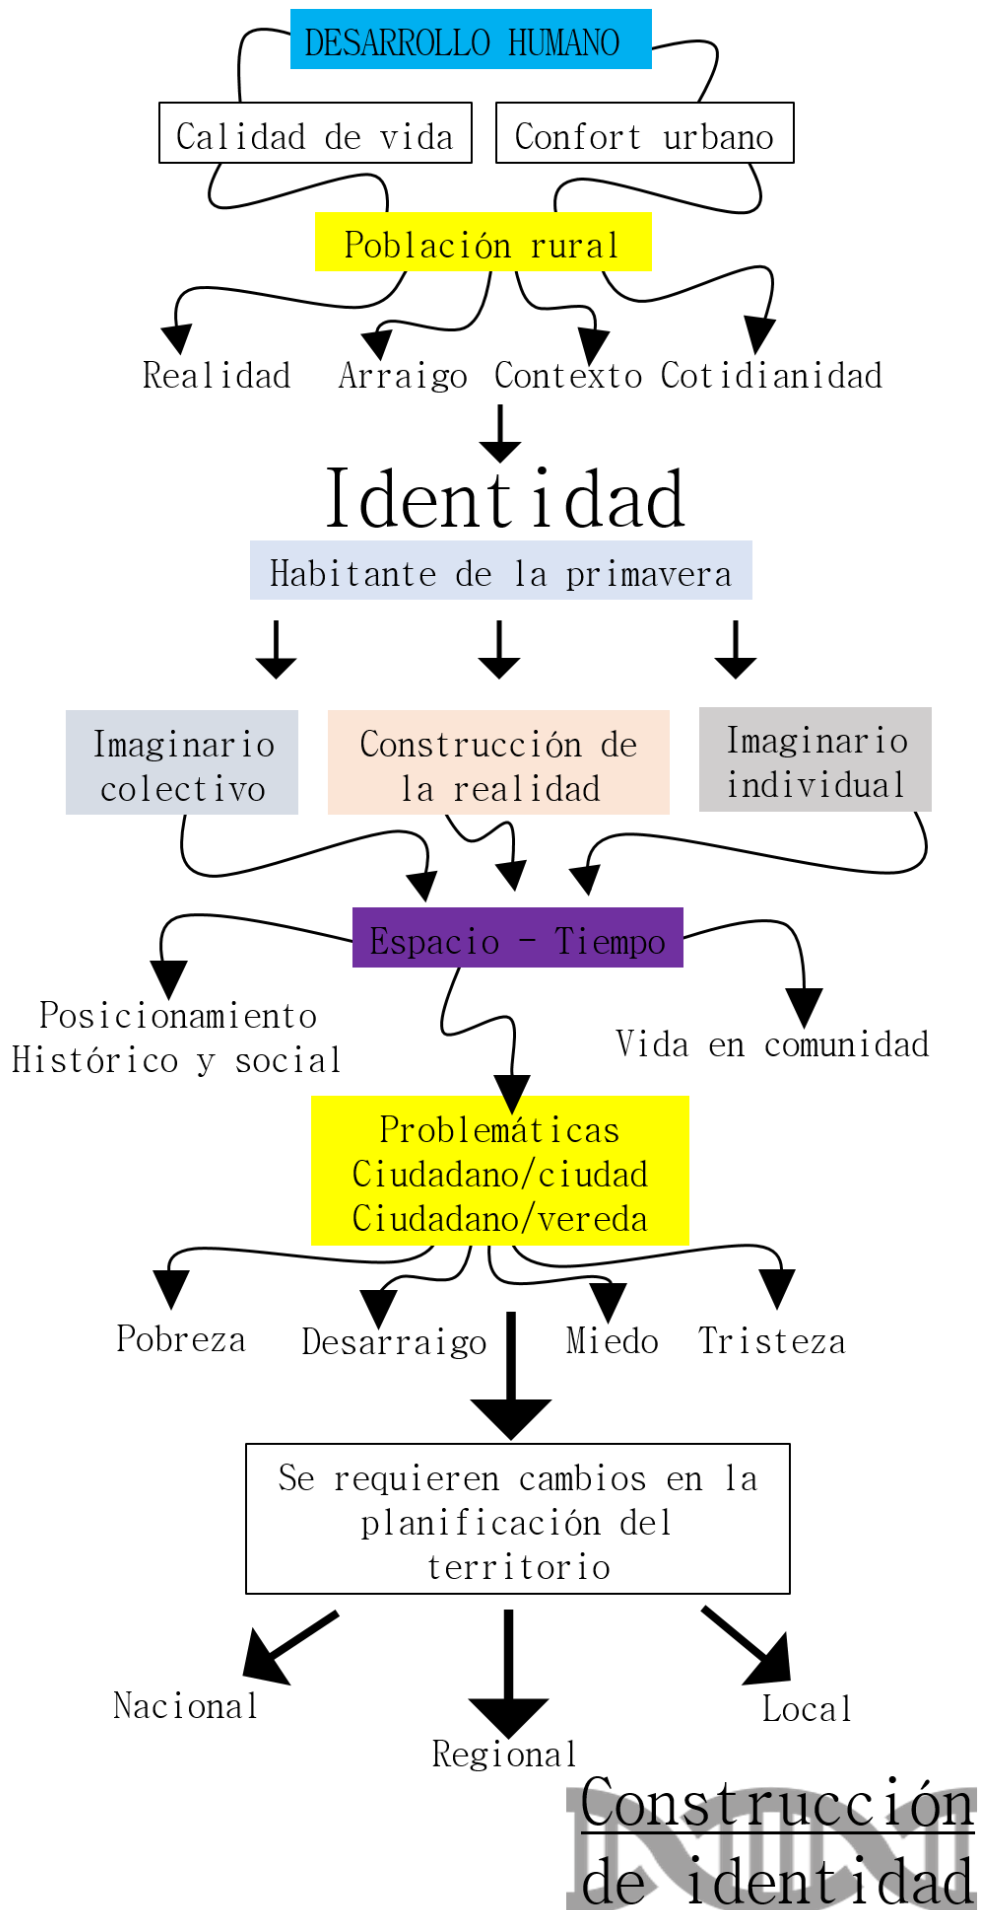 DESARROLLO HUMANO
Calidad de vida
Confort urbano
Población rural
Realidad
Arraigo
Contexto
Cotidianidad
Identidad
Habitante de la primavera
Imaginario
colectivo
Construcción de
la realidad
Imaginario
individual
Espacio - Tiempo
Posicionamiento
Histórico y social
Vida en comunidad
Problemáticas
Ciudadano/ciudad
Ciudadano/vereda
Pobreza
Desarraigo
Miedo
Tristeza
Se requieren cambios en la
planificación del
territorio
Nacional
Regional
Local
Construcción
de identidad